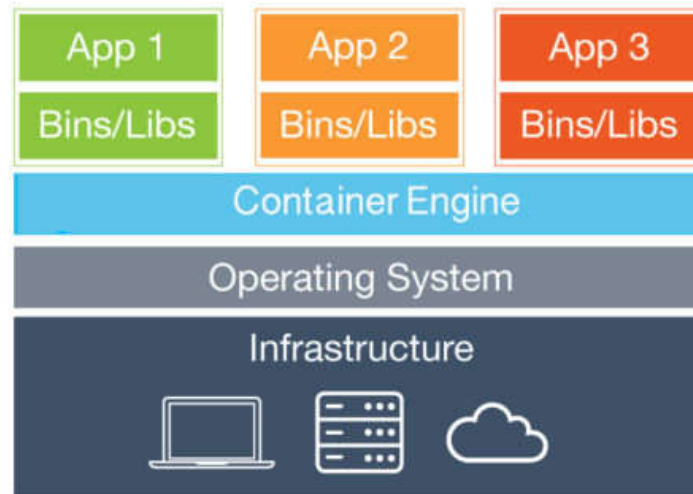 App 1
App 2
App 3
Bins/Libs
Bins/Libs
Bins/Libs
Container Engine
Operating System
Infrastructure